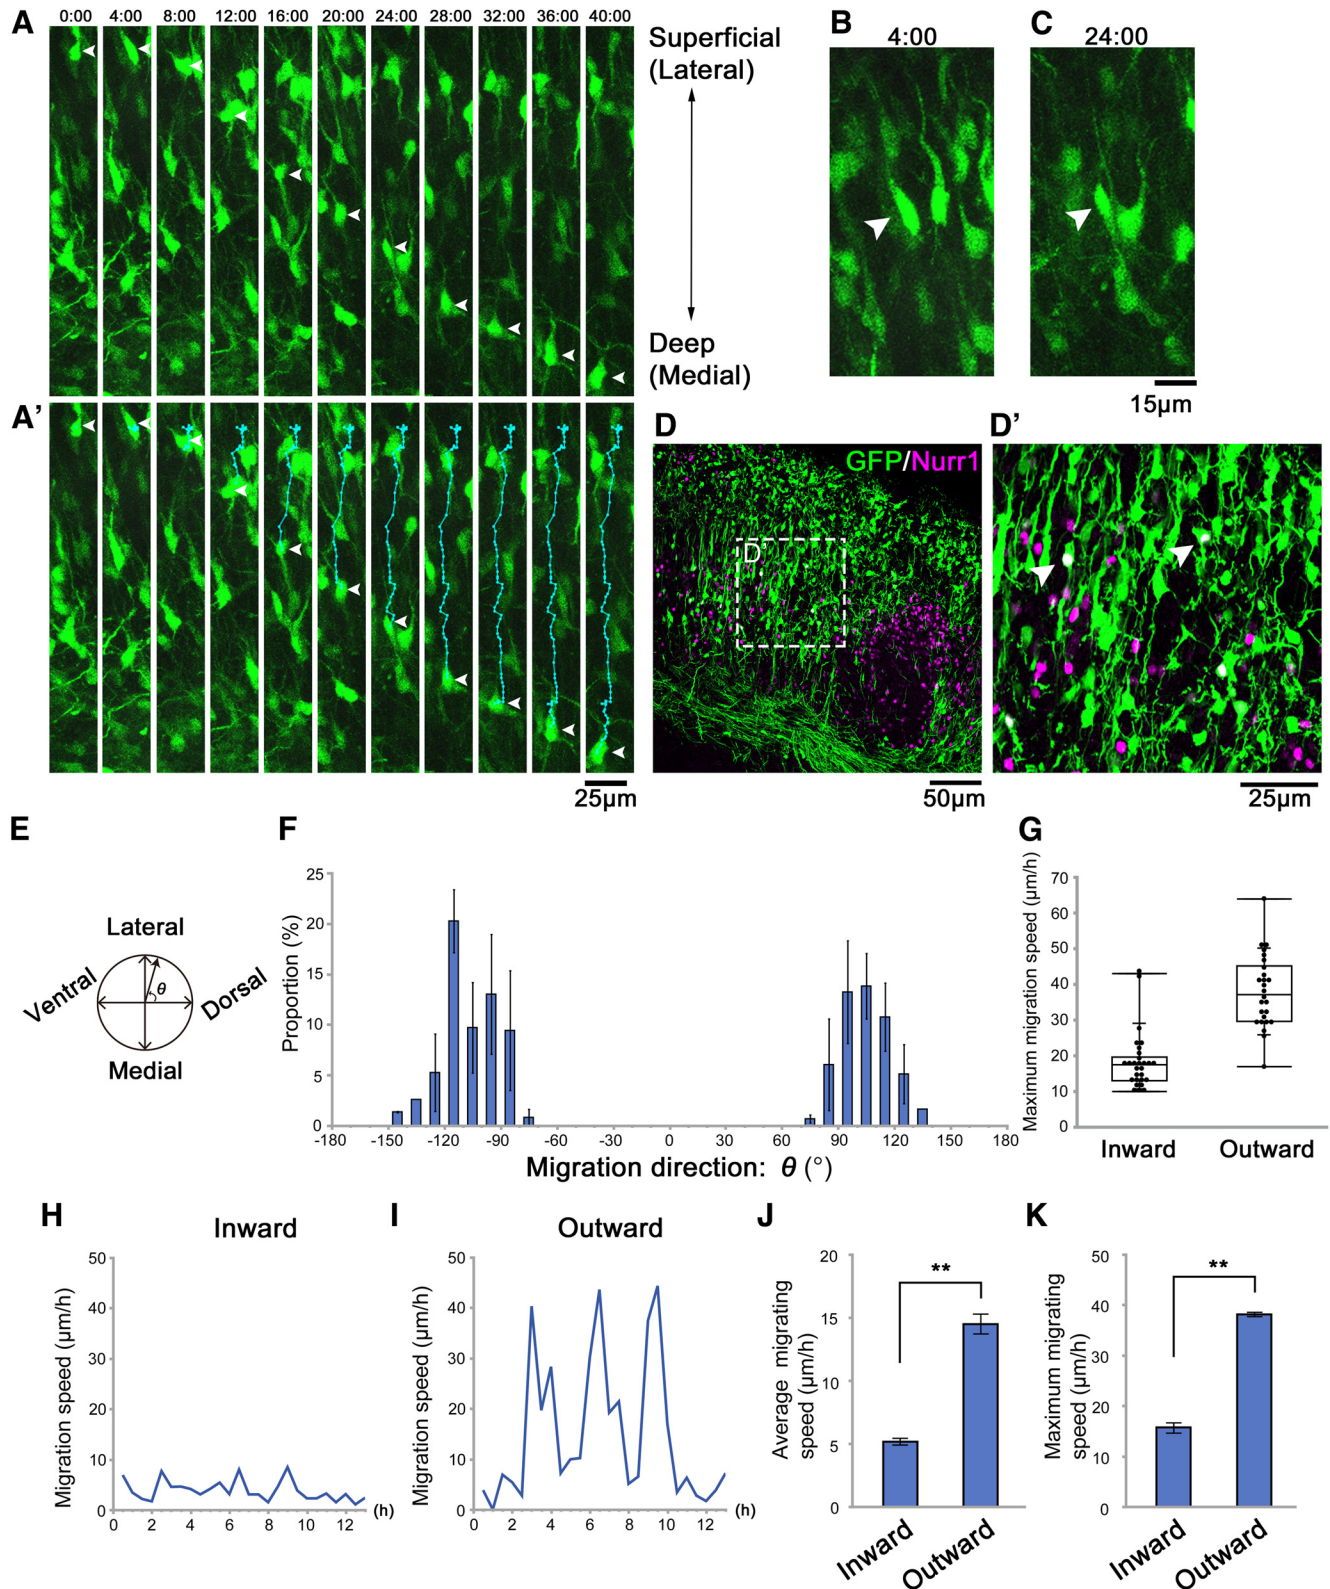 A
0:00 4:00 8:00 12:00 16:00 20:00 24:00 28:00 32:00 36:00 40:00
Superficial
(Lateral)
Deep
(Medial)
B
4:00
C
24:00
15μm
A’
25μm
D
GFP/Nurr1
D'
50μm
D’
25μm
E
Lateral
Ventral
Dorsal
θ
Medial
F
Proportion (%)
25
20
15
10
5
0
-180 -150 -120 -90 -60 -30 0 30 60 90 120 150 180
Migration direction: θ (°)
G
Maximum migration speed (μm/h)
70
60
50
40
30
20
10
0
Inward Outward
H
Inward
Migration speed (μm/h)
50
40
30
20
10
0
0 2 4 6 8 10 12 (h)
I
Outward
Migration speed (μm/h)
50
40
30
20
10
0
0 2 4 6 8 10 12 (h)
J
Average migrating
speed (μm/h)
20
15
10
5
0
**
Inward Outward
K
Maximum migrating
speed (μm/h)
50
40
30
20
10
0
**
Inward Outward